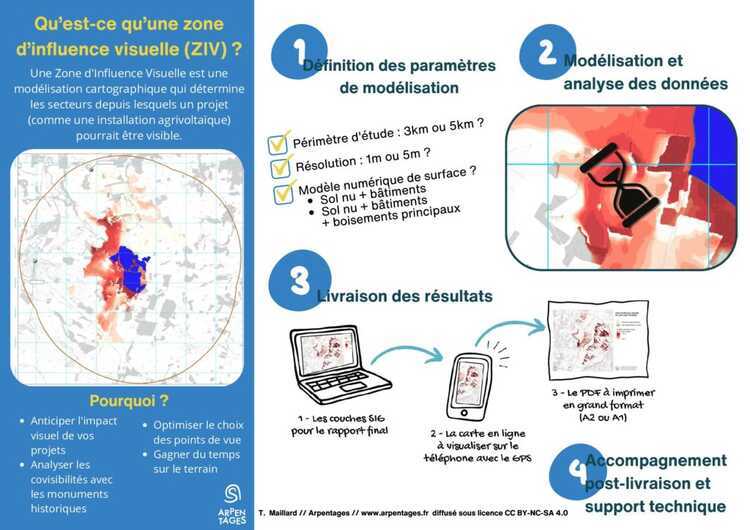 Qu'est-ce qu'une zone
d'influence visuelle (ZIV) ?
Une Zone d'Influence Visuelle est une
modélisation cartographique qui détermine
les secteurs depuis lesquels un projet
(comme une installation agrivoltaïque)
pourrait être visible.
Pourquoi ?
Anticiper l'impact
visuel de vos
projets
Analyser les
covisibilités avec
les monuments
historiques
Optimiser le choix
des points de vue
Gagner du temps
sur le terrain
ARPEN
TAGES
1
Définition des paramètres
de modélisation
Périmètre d'étude : 3km ou 5km ?
Résolution : 1m ou 5m ?
Modèle numérique de surface ?
Sol nu + bâtiments
Sol nu + bâtiments
+ boisements principaux
2
Modélisation et
analyse des données
3
Livraison des résultats
1 - Les couches SIG
pour le rapport final
2 - La carte en ligne
à visualiser sur le
téléphone avec le GPS
3 - Le PDF à imprimer
en grand format
(A2 ou A1)
4
Accompagnement
post-livraison et
support technique
T. Maillard // Arpentages // www.arpentages.fr diffusé sous licence CC BY-NC-SA 4.0